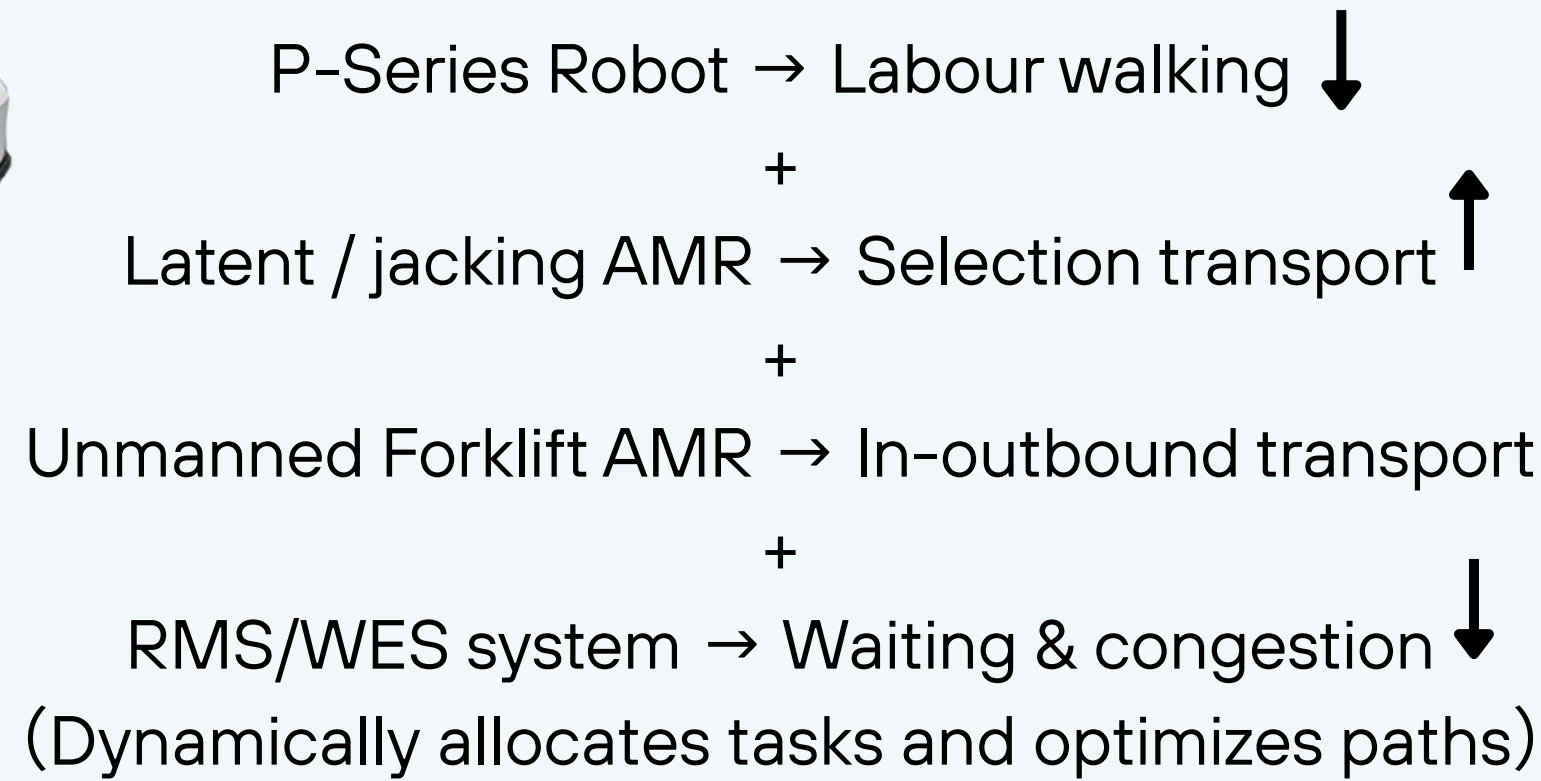 P-Series Robot → Labour walking ↓
+
Latent / jacking AMR → Selection transport ↑
+
Unmanned Forklift AMR → In-outbound transport
+
RMS/WES system → Waiting & congestion ↓
(Dynamically allocates tasks and optimizes paths)